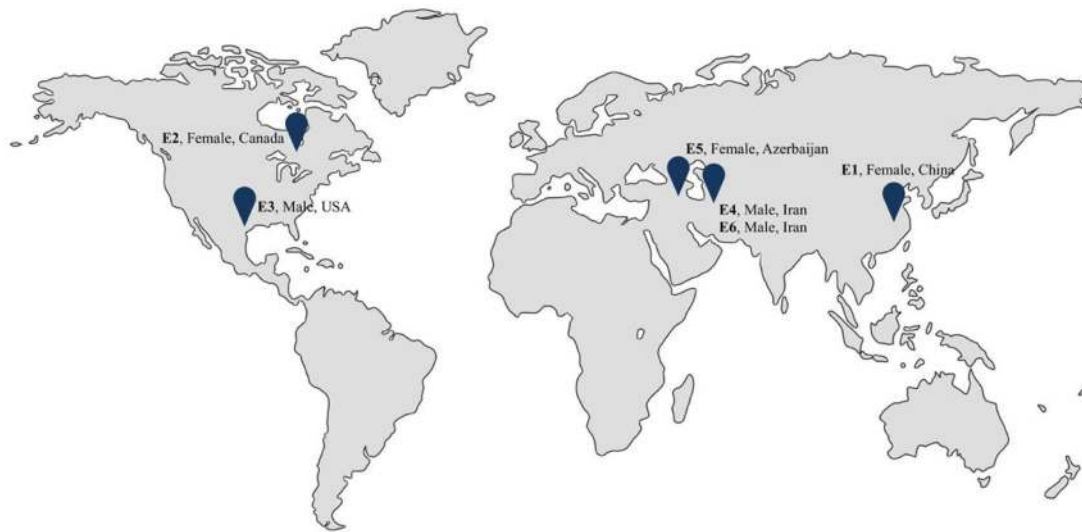 E2, Female, Canada
E5, Female, Azerbaijan
E1, Female, China
E3, Male, USA
E4, Male, Iran
E6, Male, Iran